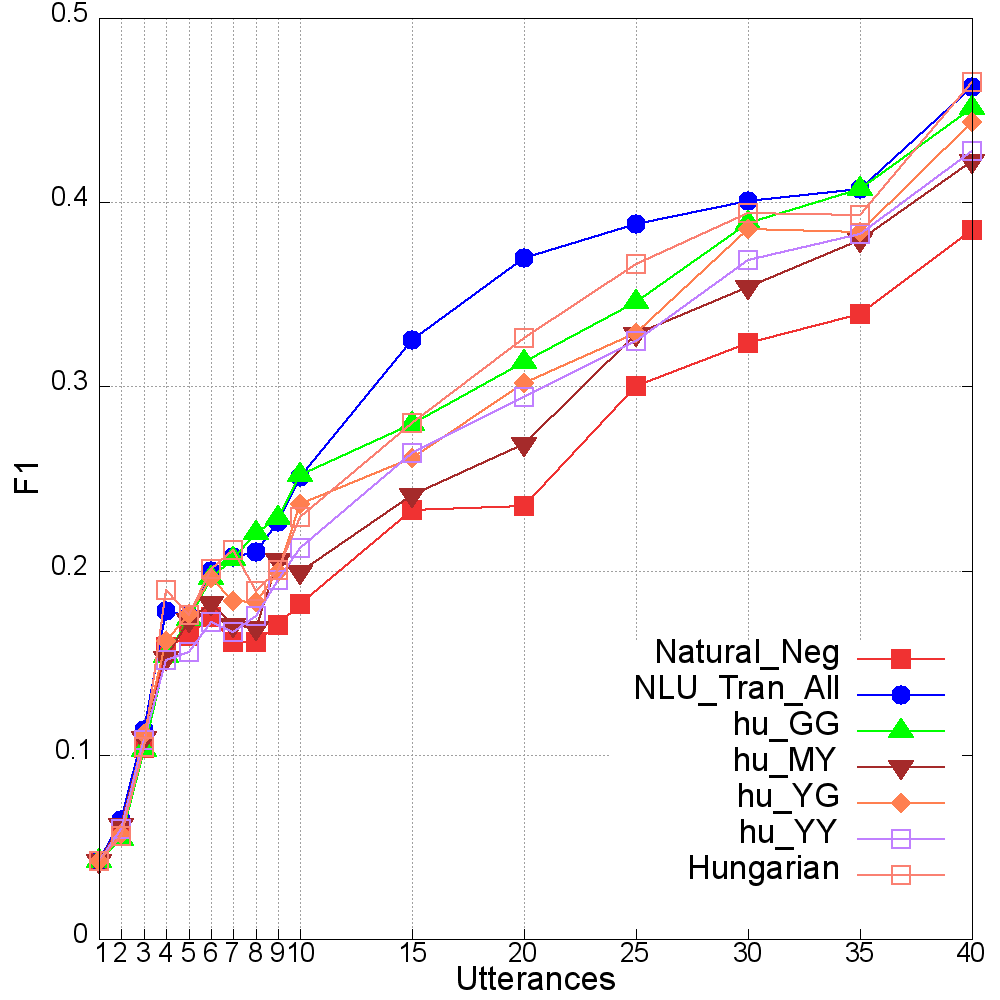 0.5
0.4
0.3
0.2
0.1
0
F1
Natural_Neg
NLU_Tran_All
hu_GG
hu_MY
hu_YG
hu_YY
Hungarian
1 2 3 4 5 6 7 8 9 10 15 20 25 30 35 40
Utterances